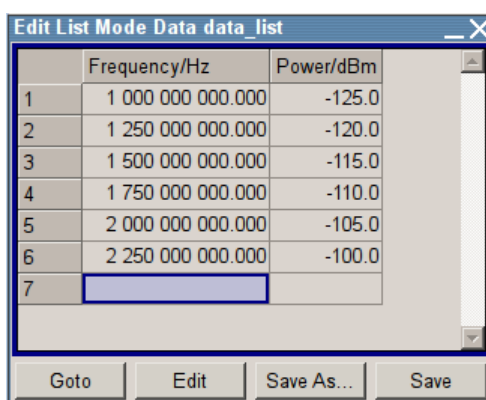 Edit List Mode Data data_list
Frequency/Hz Power/dBm
1 1 000 000 000.000 -125.0
2 1 250 000 000.000 -120.0
3 1 500 000 000.000 -115.0
4 1 750 000 000.000 -110.0
5 2 000 000 000.000 -105.0
6 2 250 000 000.000 -100.0
7
Goto Edit Save As... Save